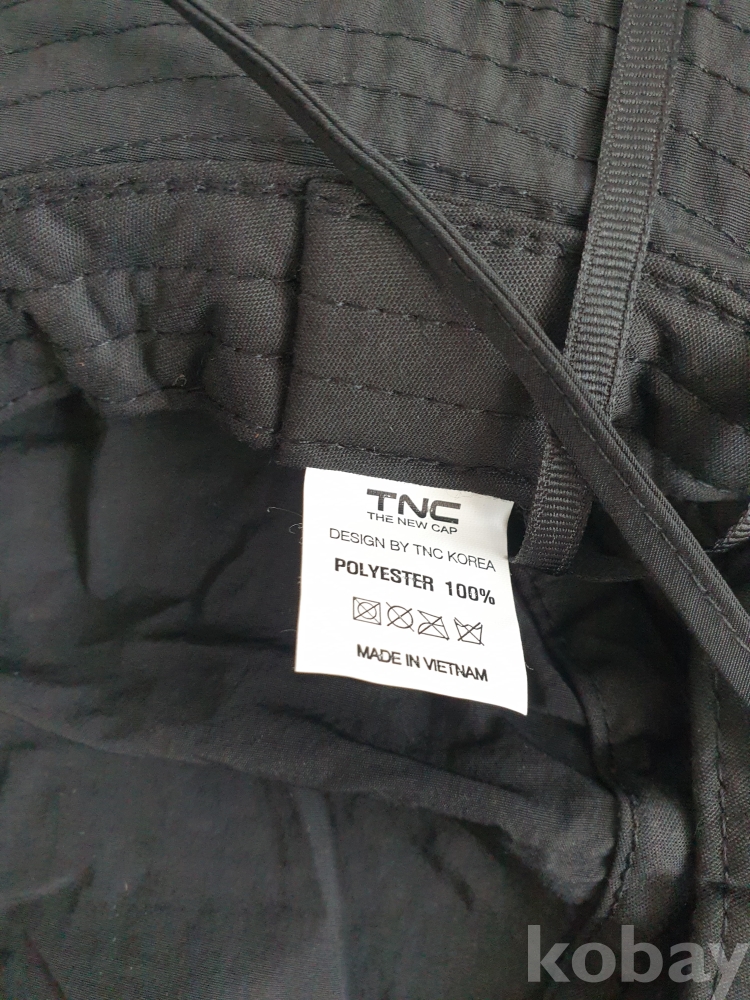 TNC
THE NEW CAP
DESIGN BY TNC KOREA
POLYESTER 100%
MADE IN VIETNAM
kobay